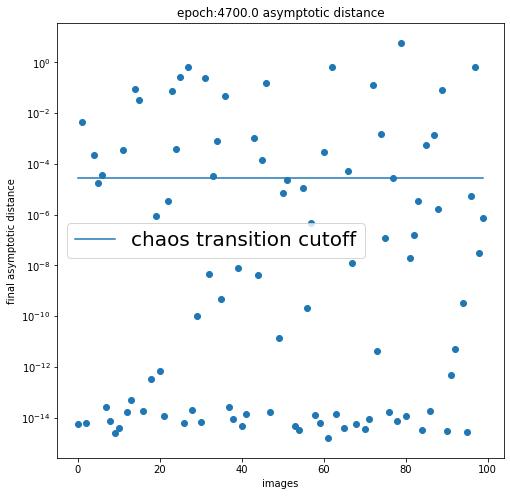 epoch:4700.0 asymptotic distance
final asymptotic distance
10^0
10^-2
10^-4
10^-6
10^-8
10^-10
10^-12
10^-14
chaos transition cutoff
0 20 40 60 80 100
images